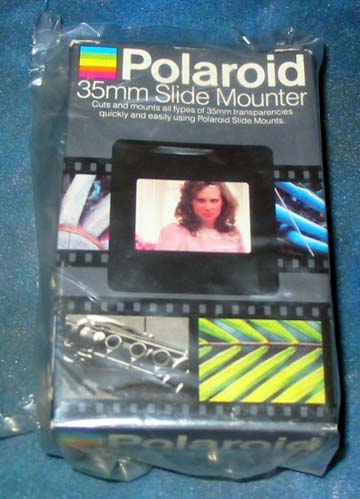 Polaroid
35mm Slide Mounter
Cuts and mounts all types of 35mm transparencies
quickly and easily using Polaroid Slide Mounts.
Polaroid